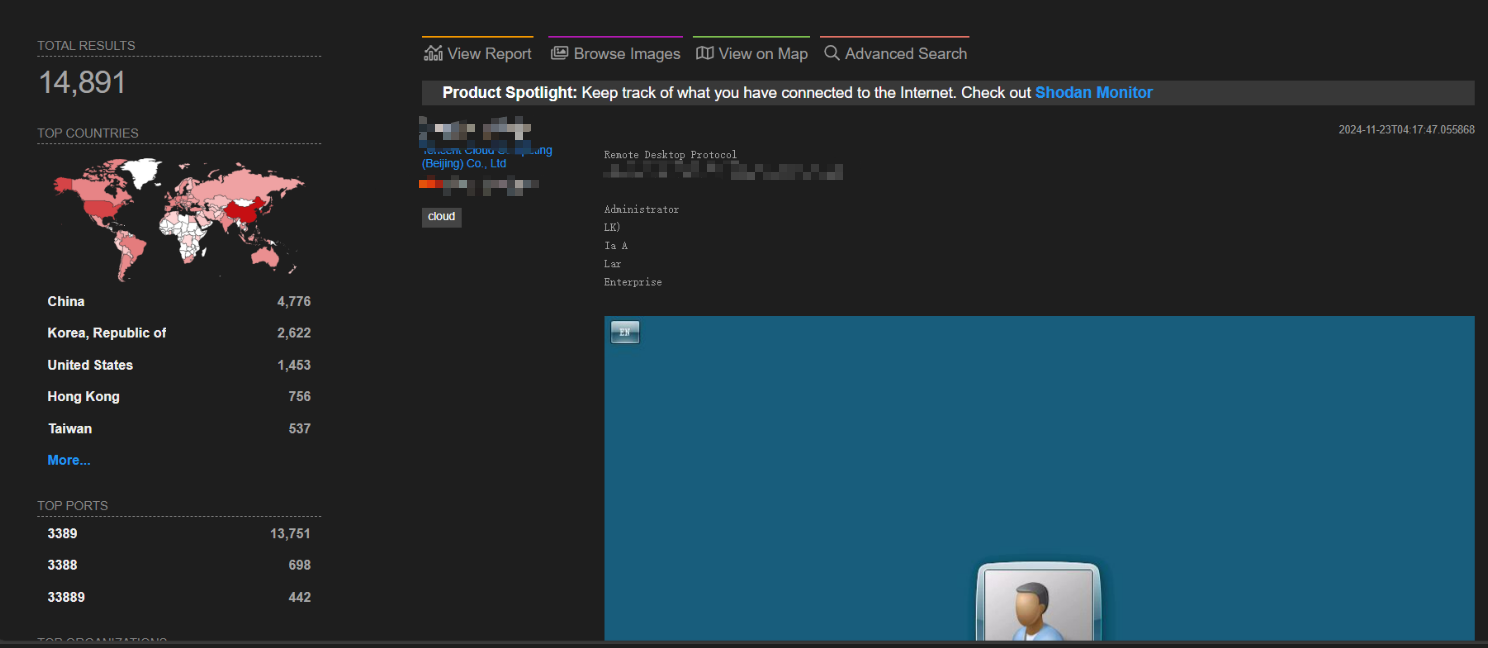 TOTAL RESULTS
14,891
TOP COUNTRIES
China 4,776
Korea, Republic of 2,622
United States 1,453
Hong Kong 756
Taiwan 537
More...
TOP PORTS
3389 13,751
3388 698
33889 442
TOP ORGANIZATIONS
View Report Browse Images View on Map Advanced Search
Product Spotlight: Keep track of what you have connected to the Internet. Check out Shodan Monitor
2024-11-23T04:17:47.055868
Tencent Cloud
(Beijing) Co., Ltd
cloud
Remote Desktop Protocol
Administrator
LK)
Ia A
Lar
Enterprise
EN